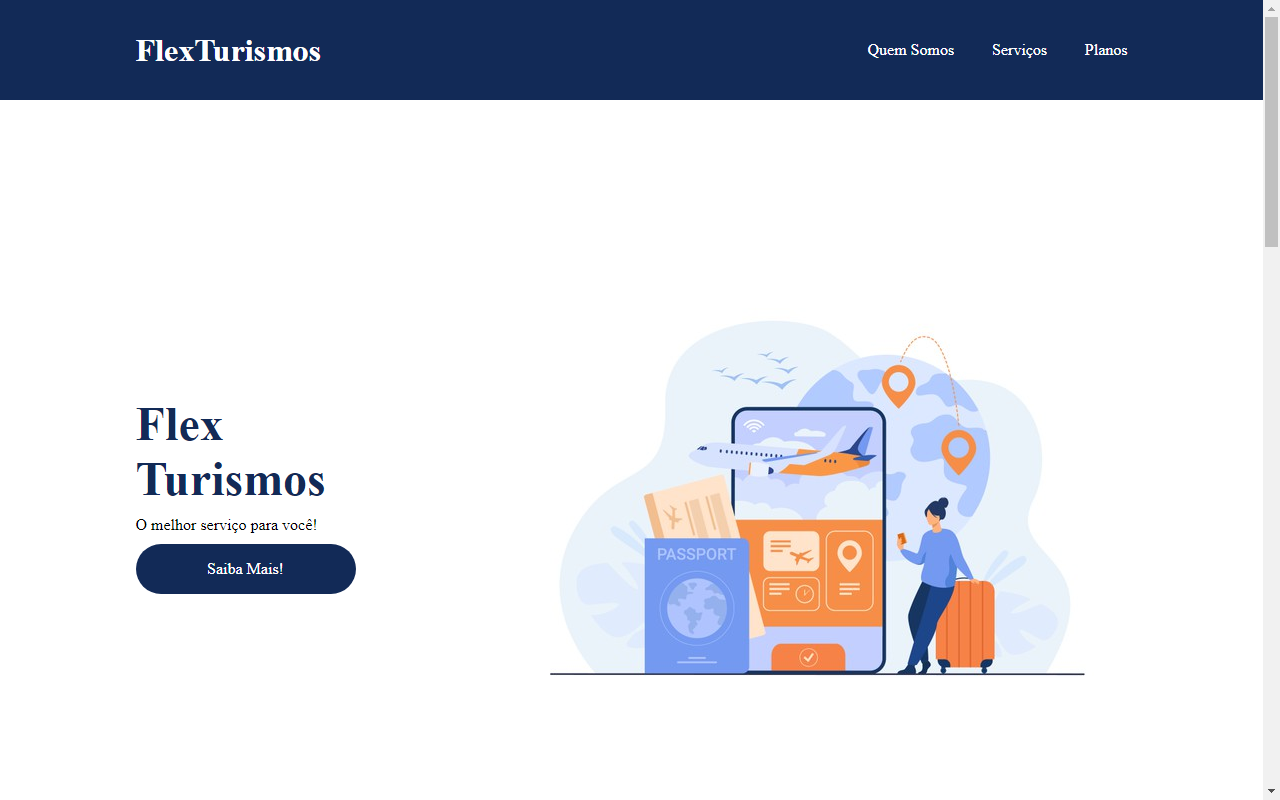 FlexTurismos
Quem Somos Serviços Planos
Flex
Turismos
O melhor serviço para você!
Saiba Mais!
PASSPORT